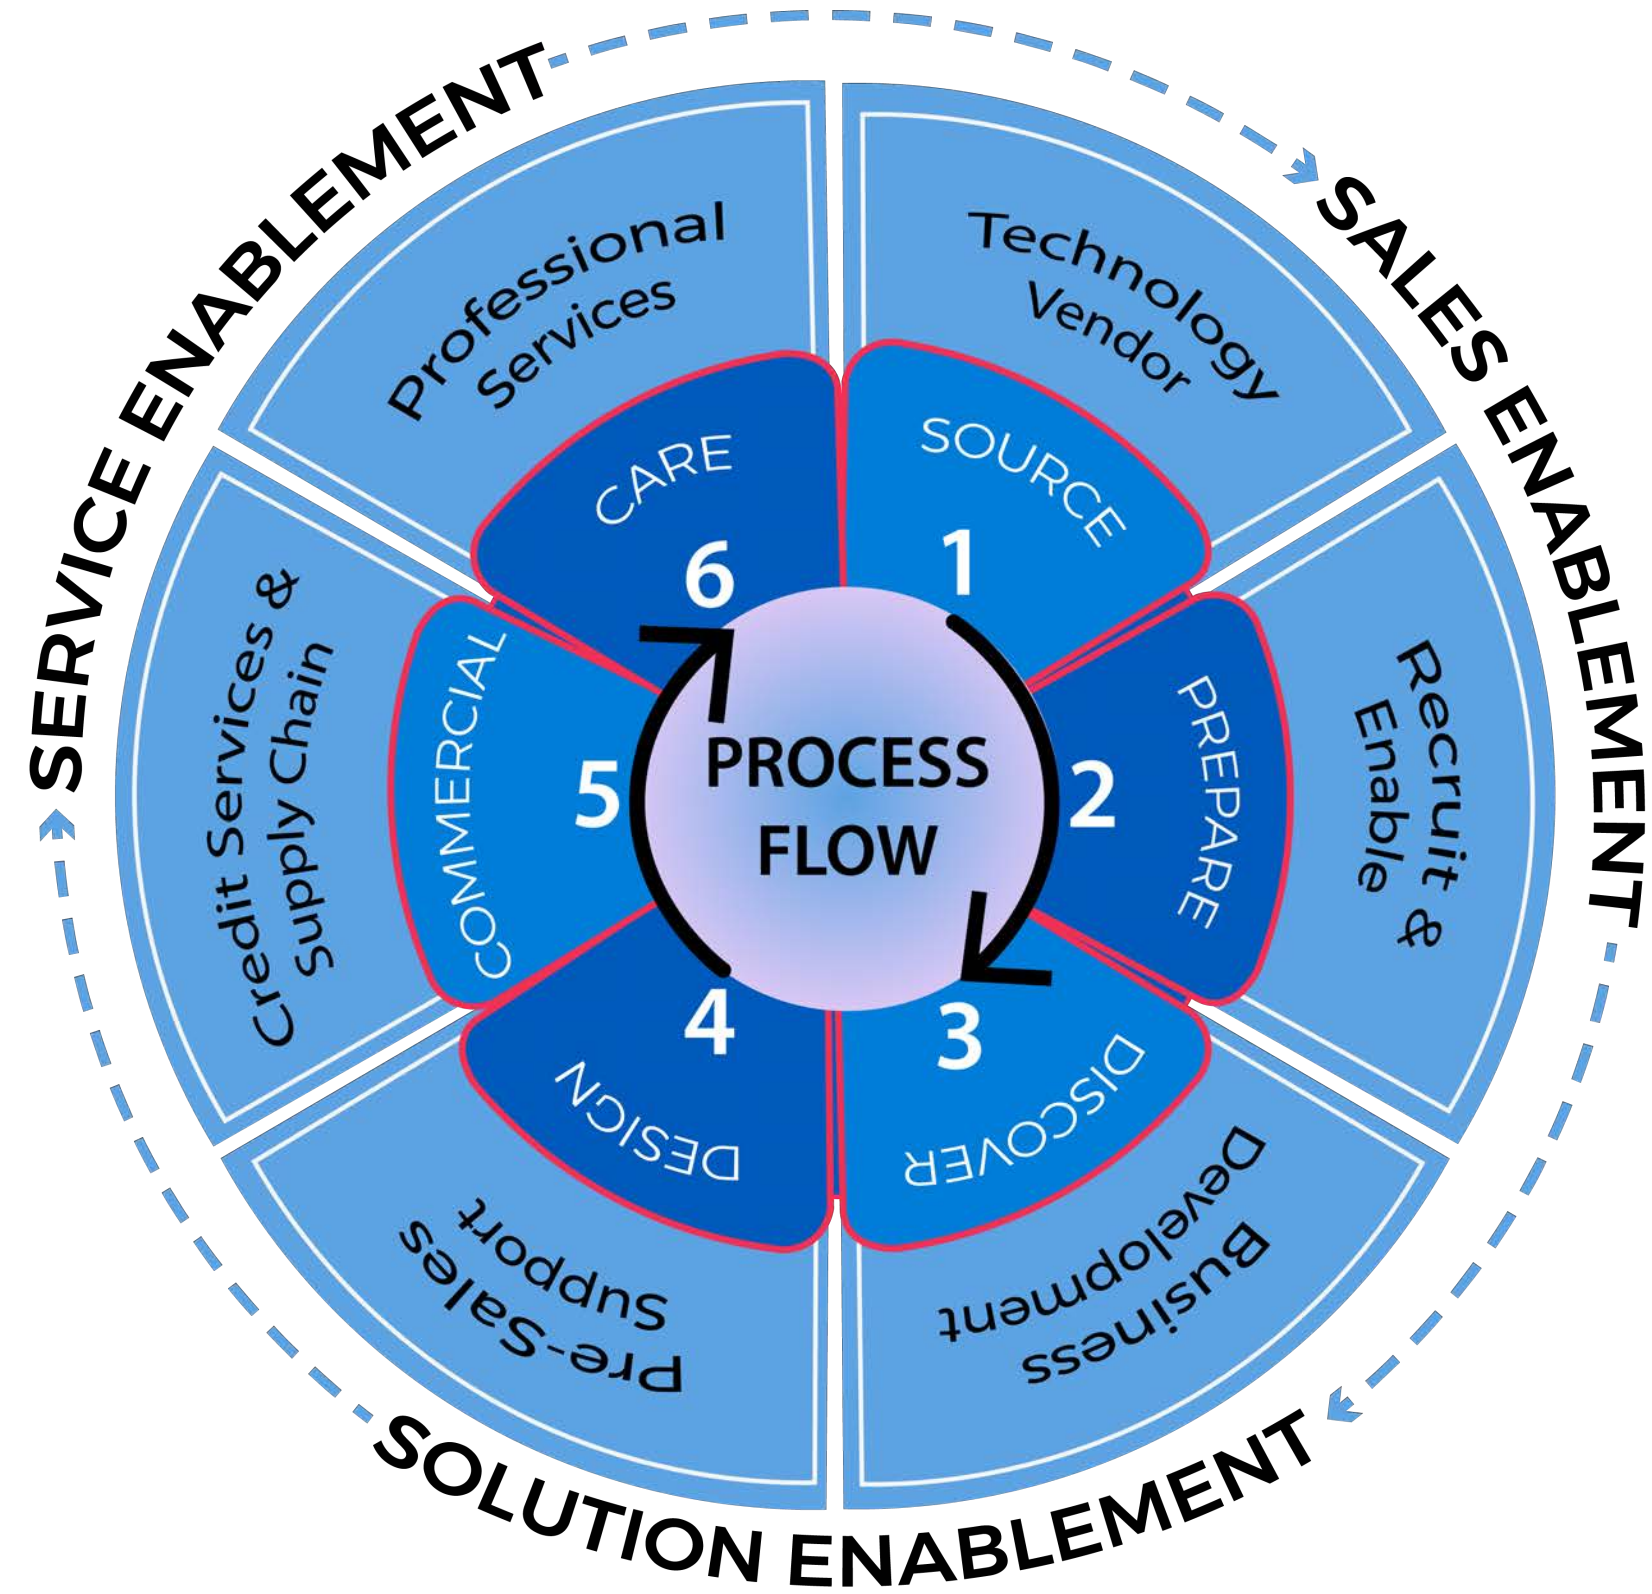 PROCESS
FLOW
1
SOURCE
Technology
Vendor
2
PREPARE
Recruit &
Enable
3
DISCOVER
Business
Development
4
DESIGN
Pre-Sales
Support
5
COMMERCIAL
Credit Services &
Supply Chain
6
CARE
Professional
Services
SALES ENABLEMENT
SOLUTION ENABLEMENT
SERVICE ENABLEMENT